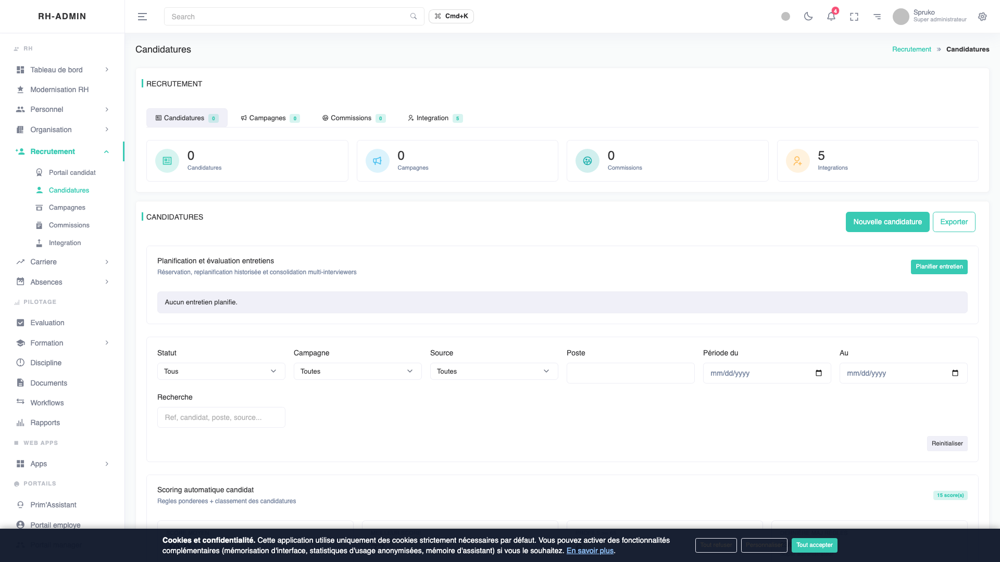 RH-ADMIN
Search
Cmd+K
4
Spruko
Super administrateur
RH
Tableau de bord
Modernisation RH
Personnel
Organisation
Recrutement
Portail candidat
Candidatures
Campagnes
Commissions
Integration
Carriere
Absences
PILOTAGE
Evaluation
Formation
Discipline
Documents
Workflows
Rapports
WEB APPS
Apps
PORTAILS
Prim'Assistant
Portail employe
Portail manager
Candidatures
Recrutement » Candidatures
RECRUTEMENT
Candidatures 0
Campagnes 0
Commissions 0
Integration 5
0
Candidatures
0
Campagnes
0
Commissions
5
Integrations
CANDIDATURES
Nouvelle candidature
Exporter
Planification et évaluation entretiens
Réservation, replanification historisée et consolidation multi-interviewers
Planifier entretien
Aucun entretien planifie.
Statut
Tous
Campagne
Toutes
Source
Toutes
Poste
Période du
mm/dd/yyyy
Au
mm/dd/yyyy
Recherche
Ref, candidat, poste, source...
Reinitialiser
Scoring automatique candidat
Regles ponderees + classement des candidatures
15 score(s)
Cookies et confidentialité. Cette application utilise uniquement des cookies strictement nécessaires par défaut. Vous pouvez activer des fonctionnalités
complémentaires (mémorisation d'interface, statistiques d'usage anonymisées, mémoire d'assistant) si vous le souhaitez. En savoir plus.
Tout refuser
Personnaliser
Tout accepter